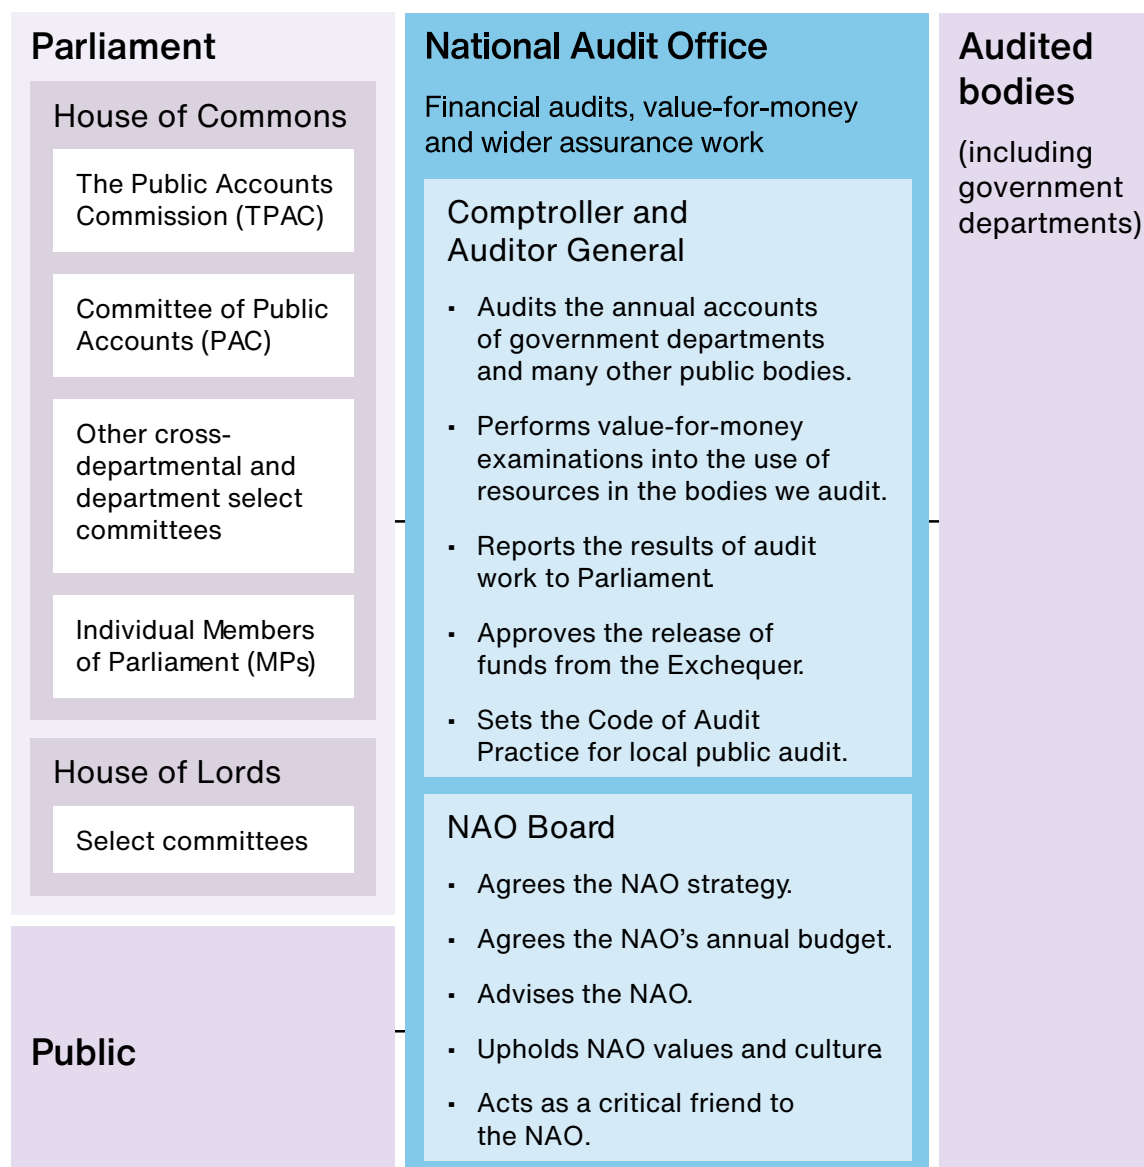 Parliament
House of Commons
The Public Accounts
Commission (TPAC)
Committee of Public
Accounts (PAC)
Other cross-
departmental and
department select
committees
Individual Members
of Parliament (MPs)
House of Lords
Select committees
Public
National Audit Office
Financial audits, value-for-money
and wider assurance work
Comptroller and
Auditor General
▪ Audits the annual accounts
of government departments
and many other public bodies.
▪ Performs value-for-money
examinations into the use of
resources in the bodies we audit.
▪ Reports the results of audit
work to Parliament.
▪ Approves the release of
funds from the Exchequer.
▪ Sets the Code of Audit
Practice for local public audit.
NAO Board
▪ Agrees the NAO strategy.
▪ Agrees the NAO’s annual budget.
▪ Advises the NAO.
▪ Upholds NAO values and culture.
▪ Acts as a critical friend to
the NAO.
Audited
bodies
(including
government
departments)